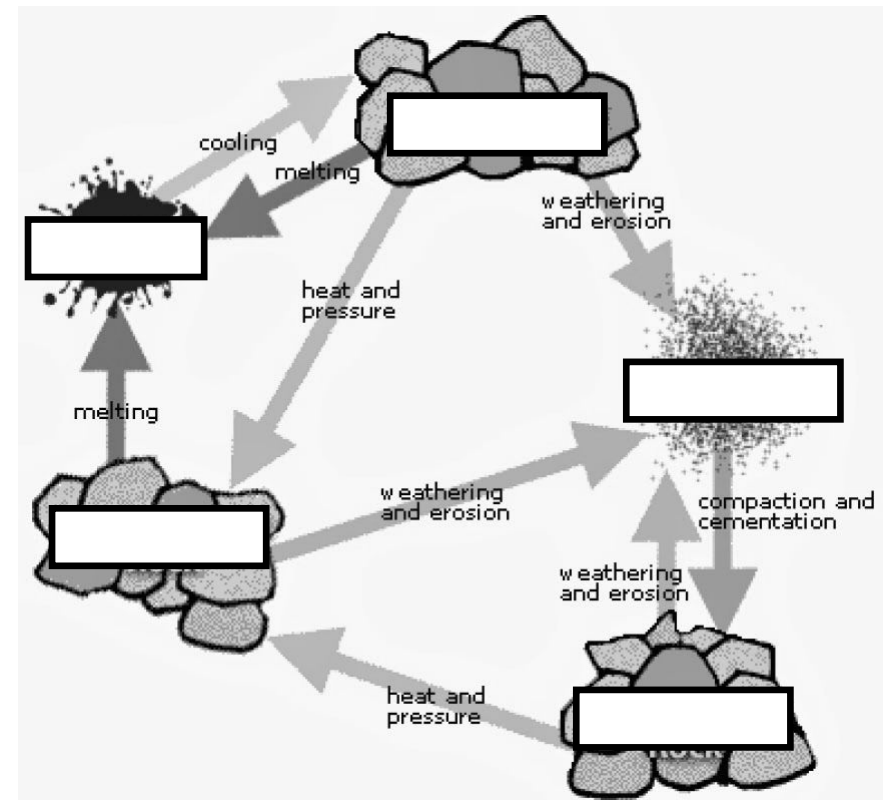 cooling
melting
weathering
and erosion
heat and
pressure
melting
weathering
and erosion
compaction and
cementation
weathering
and erosion
heat and
pressure